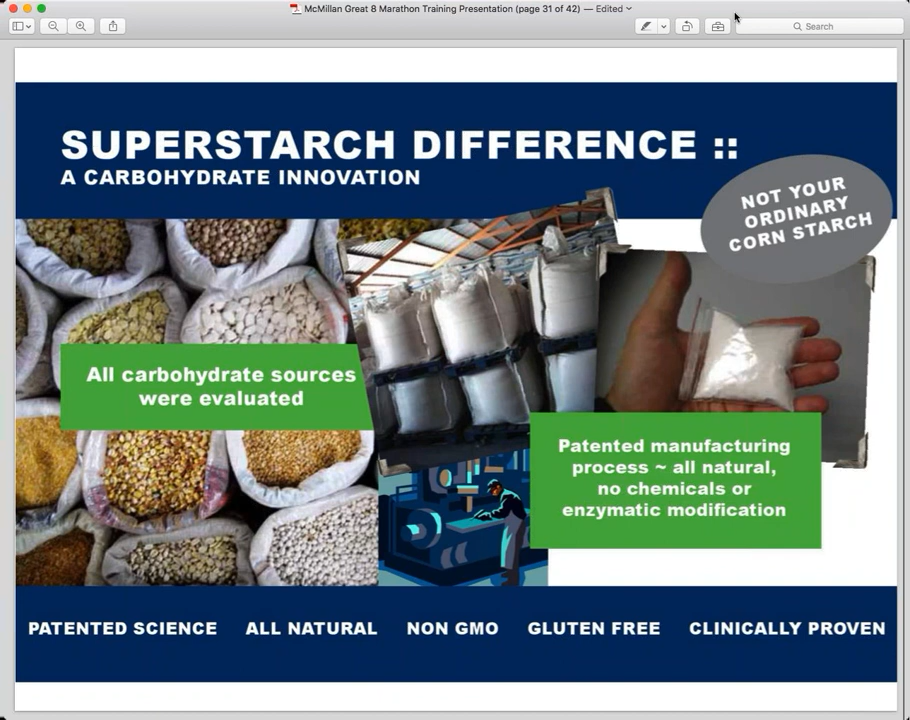 McMillan Great 8 Marathon Training Presentation (page 31 of 42) — Edited
Search
SUPERSTARCH DIFFERENCE ::
A CARBOHYDRATE INNOVATION
NOT YOUR
ORDINARY
CORN STARCH
All carbohydrate sources
were evaluated
Patented manufacturing
process ~ all natural,
no chemicals or
enzymatic modification
PATENTED SCIENCE ALL NATURAL NON GMO GLUTEN FREE CLINICALLY PROVEN